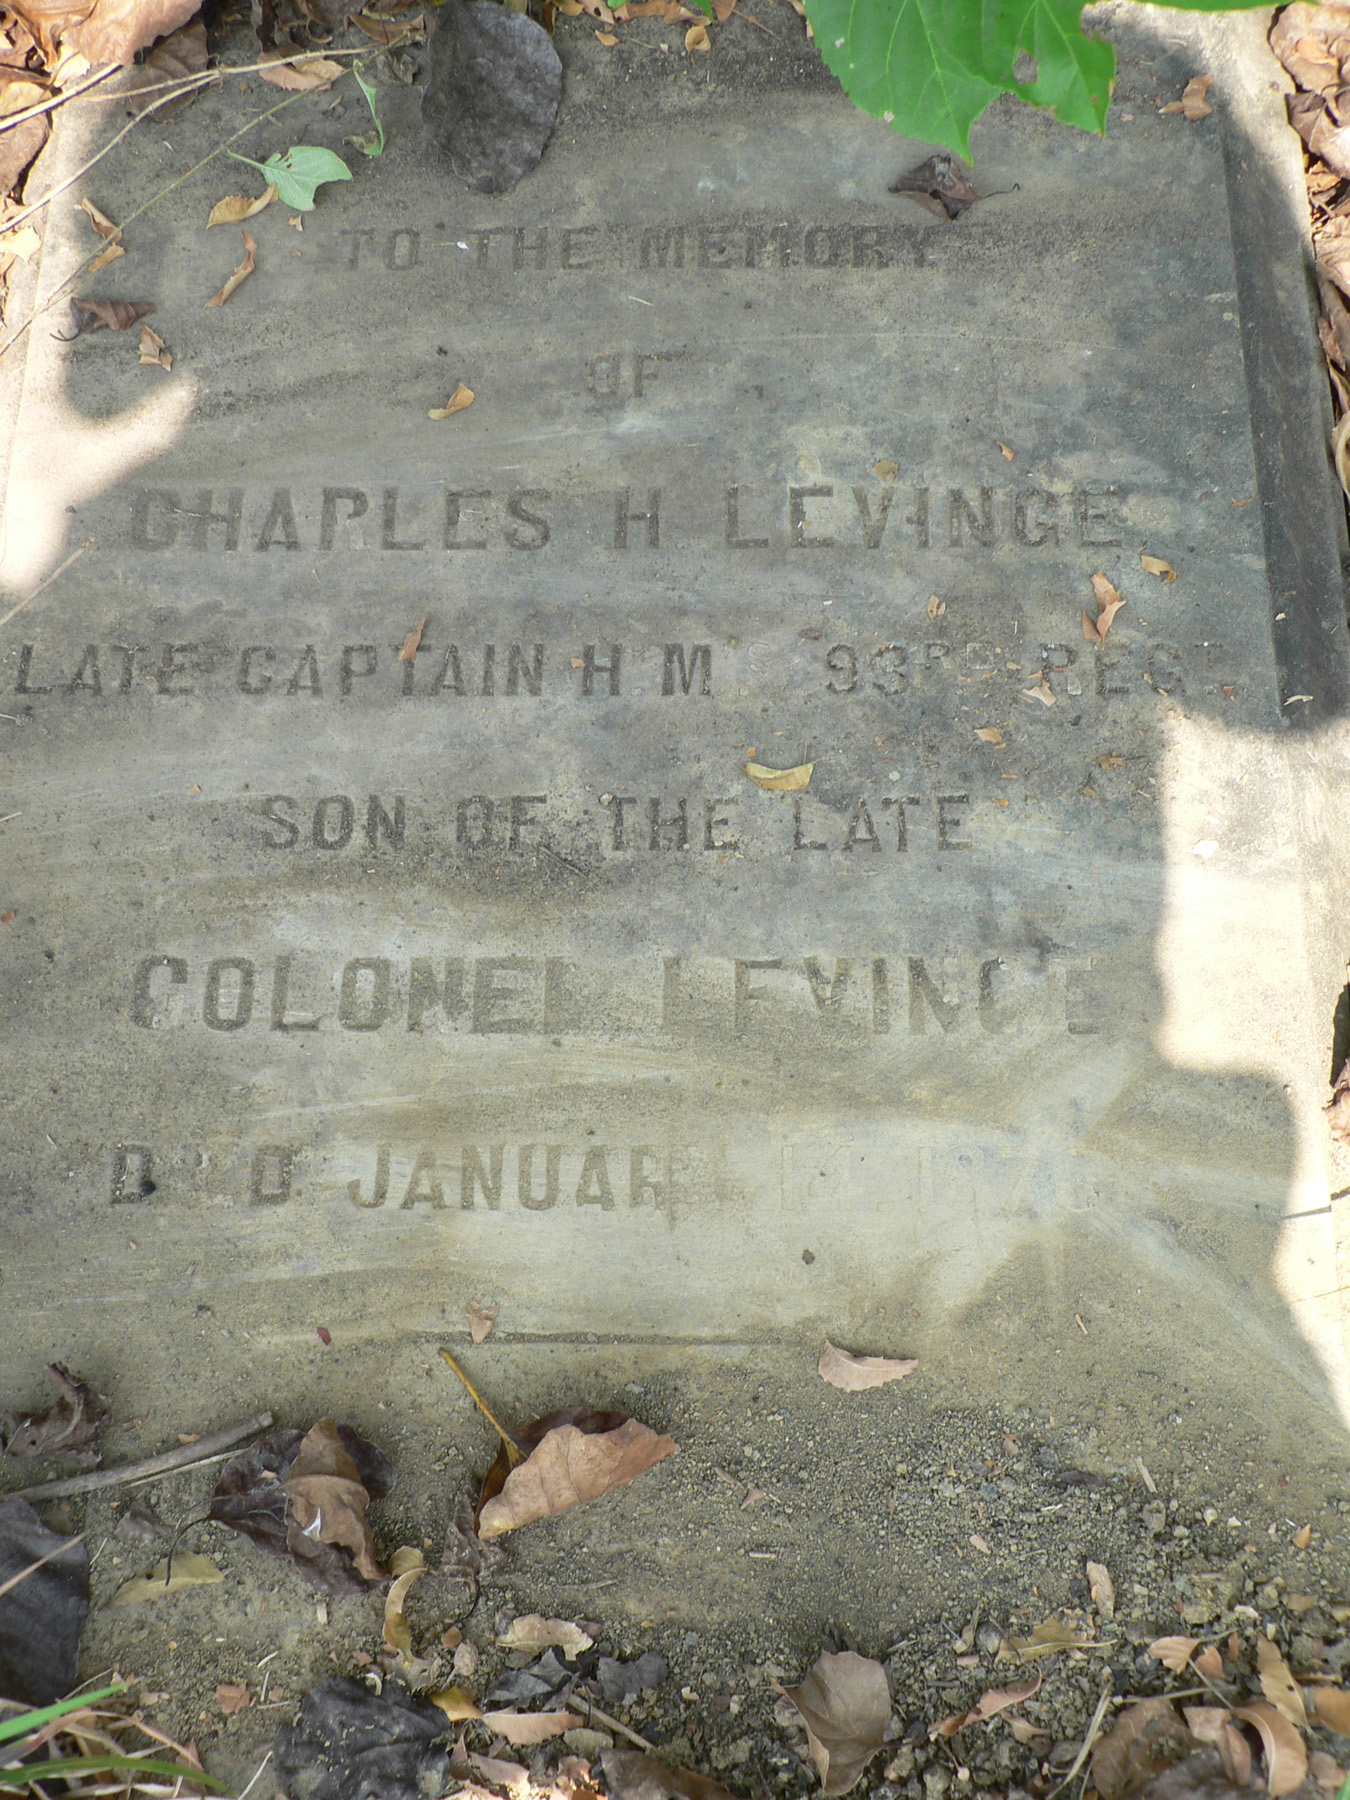 TO THE MEMORY
OF
CHARLES H LEVINGE
LATE CAPTAIN H.M'S 93RD REGT
SON OF THE LATE
COLONEL LEVINGE
DIED JANUARY